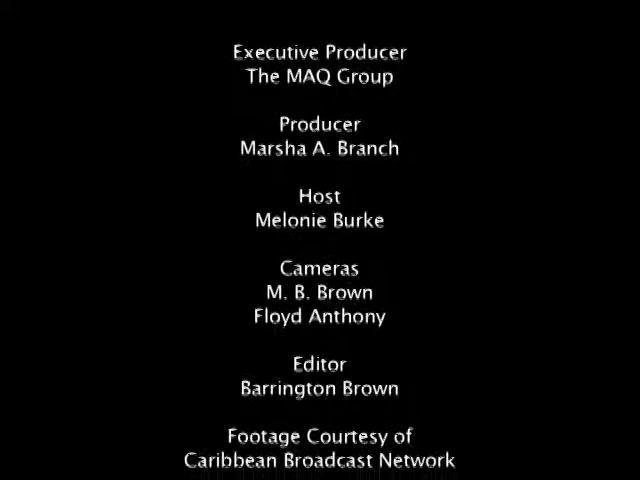 Executive Producer
The MAQ Group
Producer
Marsha A. Branch
Host
Melonie Burke
Cameras
M. B. Brown
Floyd Anthony
Editor
Barrington Brown
Footage Courtesy of
Caribbean Broadcast Network